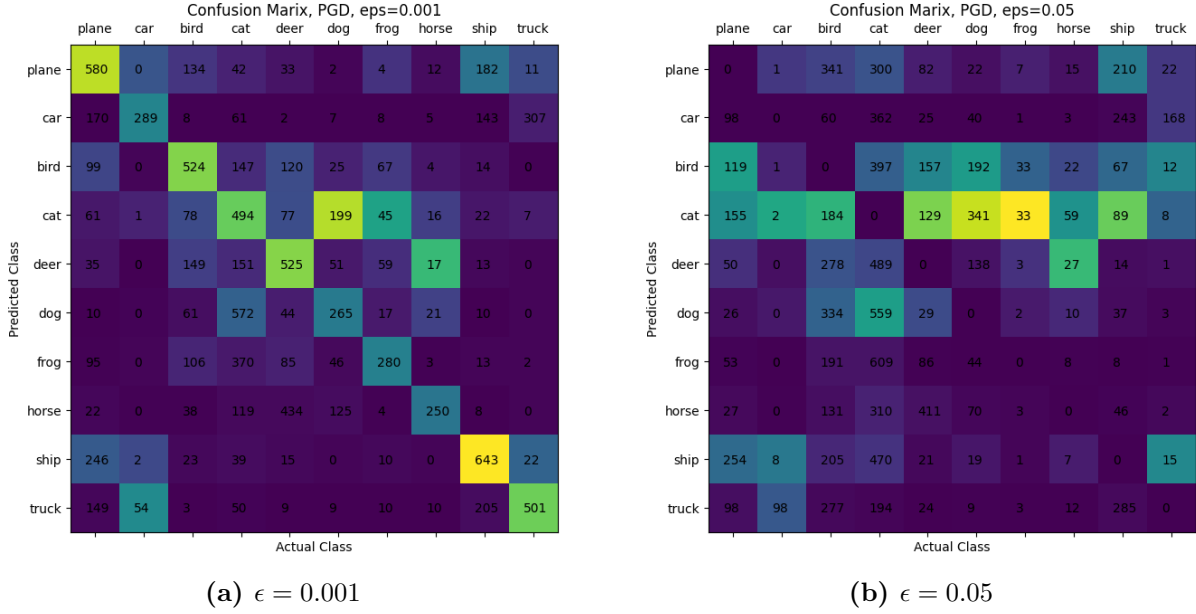 Confusion Marix, PGD, eps=0.001
plane car bird cat deer dog frog horse ship truck
plane 580 0 134 42 33 2 4 12 182 11
car 170 289 8 61 2 7 8 5 143 307
bird 99 0 524 147 120 25 67 4 14 0
cat 61 1 78 494 77 199 45 16 22 7
deer 35 0 149 151 525 51 59 17 13 0
dog 10 0 61 572 44 265 17 21 10 0
frog 95 0 106 370 85 46 280 3 13 2
horse 22 0 38 119 434 125 4 250 8 0
ship 246 2 23 39 15 0 10 0 643 22
truck 149 54 3 50 9 9 10 10 205 501
Predicted Class
Actual Class
(a) ϵ = 0.001
Confusion Marix, PGD, eps=0.05
plane car bird cat deer dog frog horse ship truck
plane 0 1 341 300 82 22 7 15 210 22
car 98 0 60 362 25 40 1 3 243 168
bird 119 1 0 397 157 192 33 22 67 12
cat 155 2 184 0 129 341 33 59 89 8
deer 50 0 278 489 0 138 3 27 14 1
dog 26 0 334 559 29 0 2 10 37 3
frog 53 0 191 609 86 44 0 8 8 1
horse 27 0 131 310 411 70 3 0 46 2
ship 254 8 205 470 21 19 1 7 0 15
truck 98 98 277 194 24 9 3 12 285 0
Predicted Class
Actual Class
(b) ϵ = 0.05